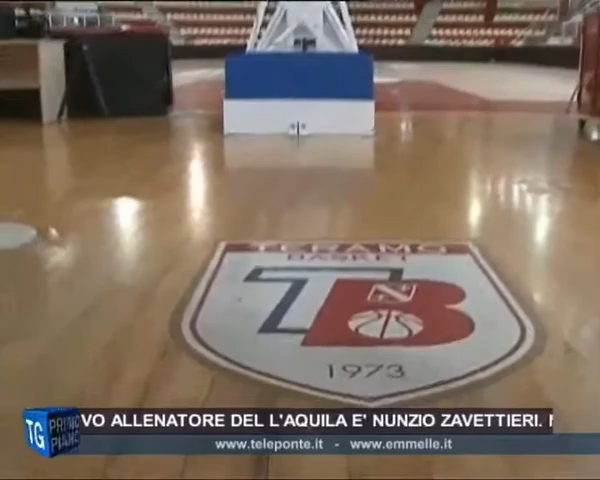 TERAMO
BASKET
TB
N
1973
VO ALLENATORE DEL L'AQUILA E' NUNZIO ZAVETTIERI.
TG PRIMO PIANO
www.teleponte.it - www.emmelle.it